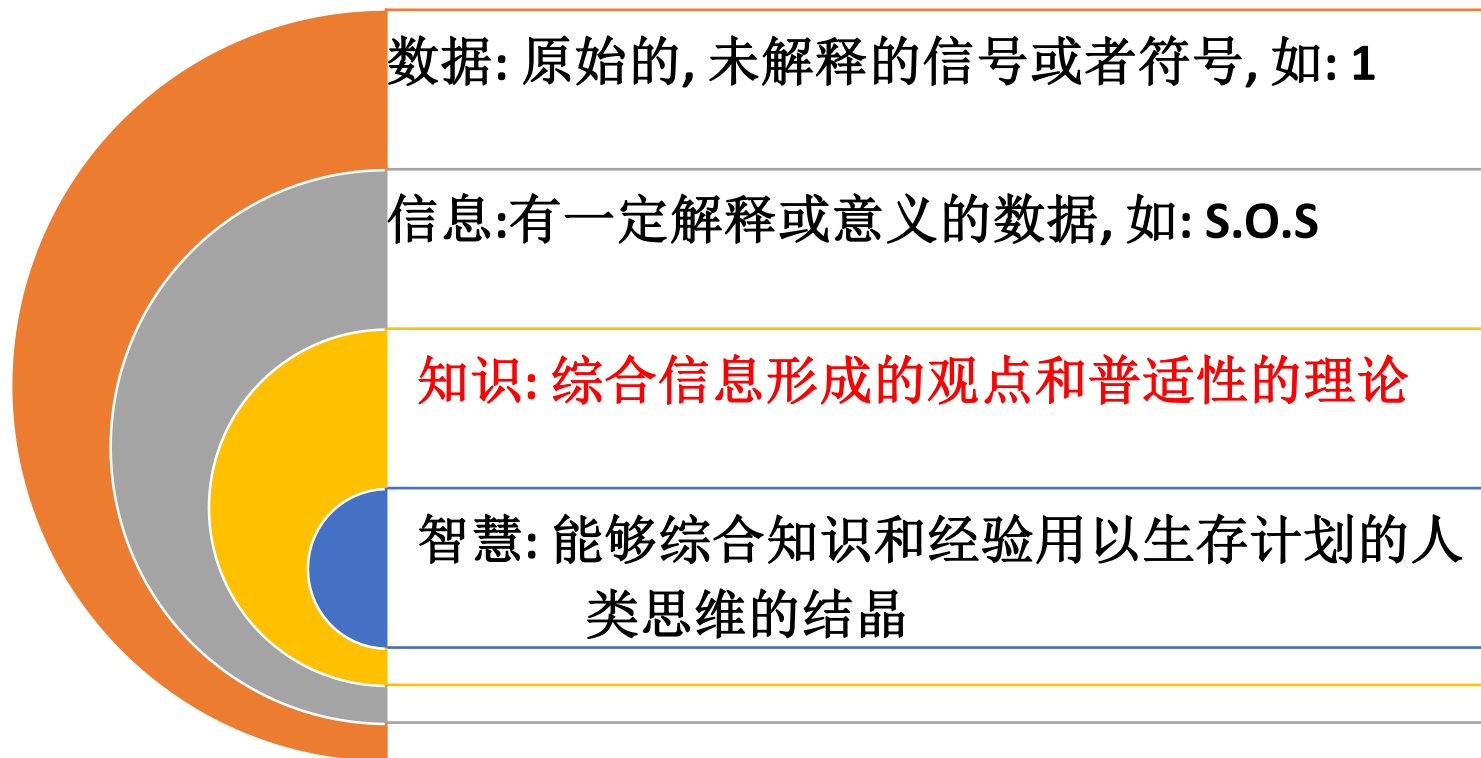 数据: 原始的, 未解释的信号或者符号, 如: 1
信息:有一定解释或意义的数据, 如: S.O.S
知识: 综合信息形成的观点和普适性的理论
智慧: 能够综合知识和经验用以生存计划的人
类思维的结晶